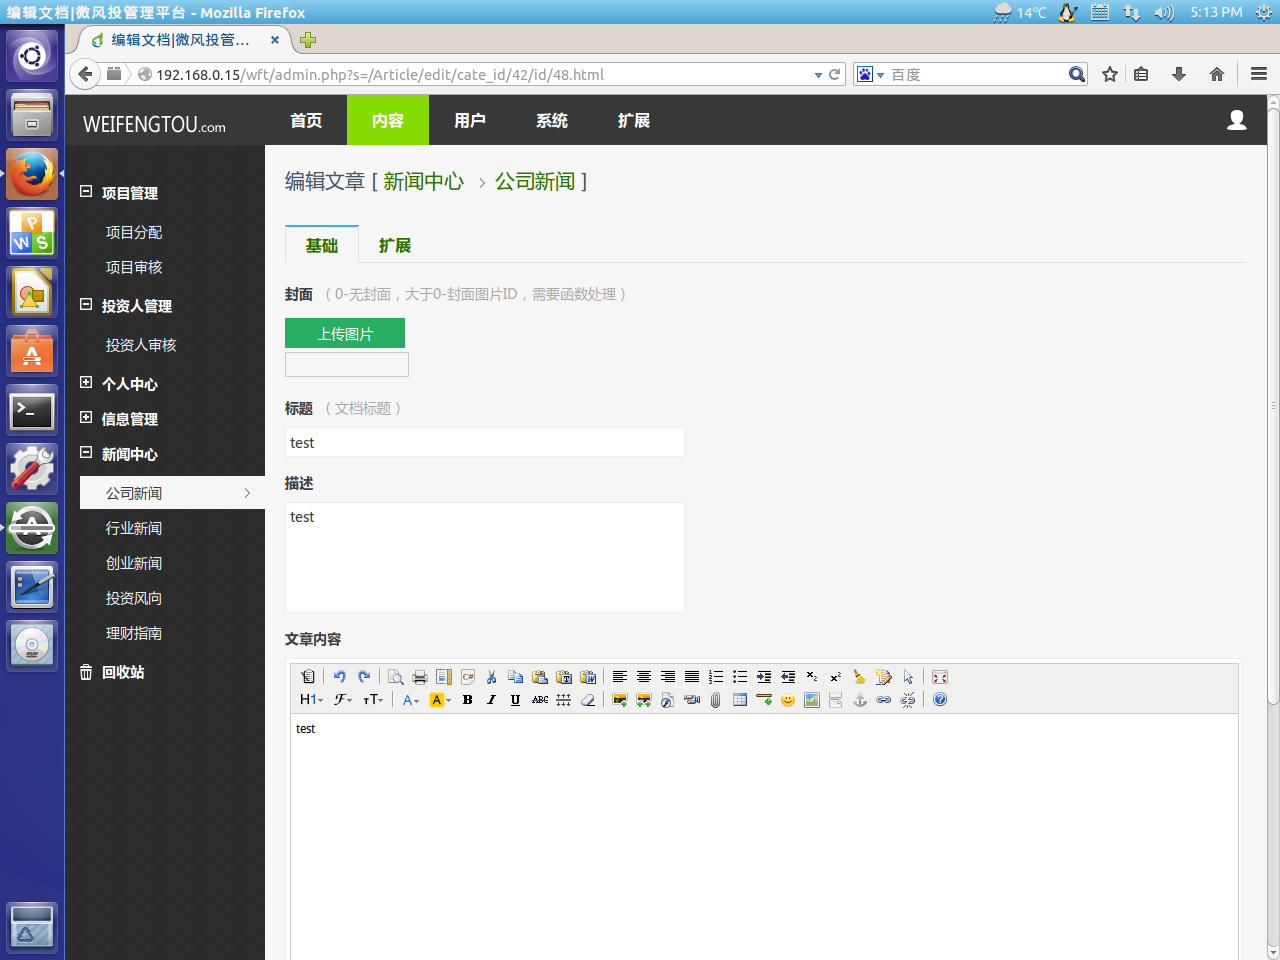 编辑文档|微风投管理平台 - Mozilla Firefox
14°C
5:13 PM
编辑文档|微风投管…
192.168.0.15/wft/admin.php?s=/Article/edit/cate_id/42/id/48.html
百度
WEIFENGTOU.com
首页 内容 用户 系统 扩展
项目管理
项目分配
项目审核
投资人管理
投资人审核
个人中心
信息管理
新闻中心
公司新闻
行业新闻
创业新闻
投资风向
理财指南
回收站
编辑文章 [ 新闻中心 > 公司新闻 ]
基础 扩展
封面 （ 0-无封面，大于0-封面图片ID，需要函数处理 ）
上传图片
标题 （ 文档标题 ）
test
描述
test
文章内容
test